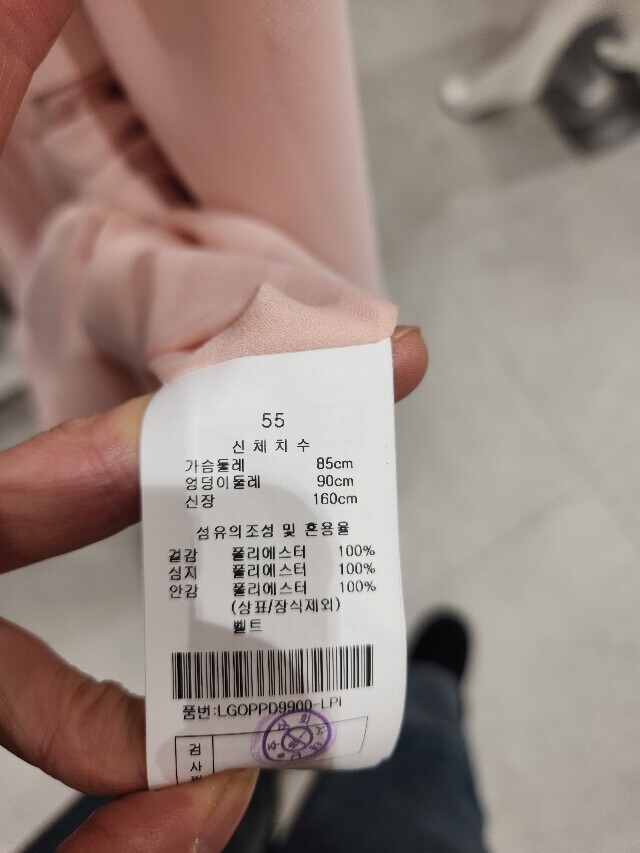 55
신체치수
가슴둘레 85cm
엉덩이둘레 90cm
신장 160cm
섬유의조성 및 혼용율
겉감 폴리에스터 100%
심지 폴리에스터 100%
안감 폴리에스터 100%
(상표/장식제외)
벨트
품번:LGOPPD9900-LPI
검
사